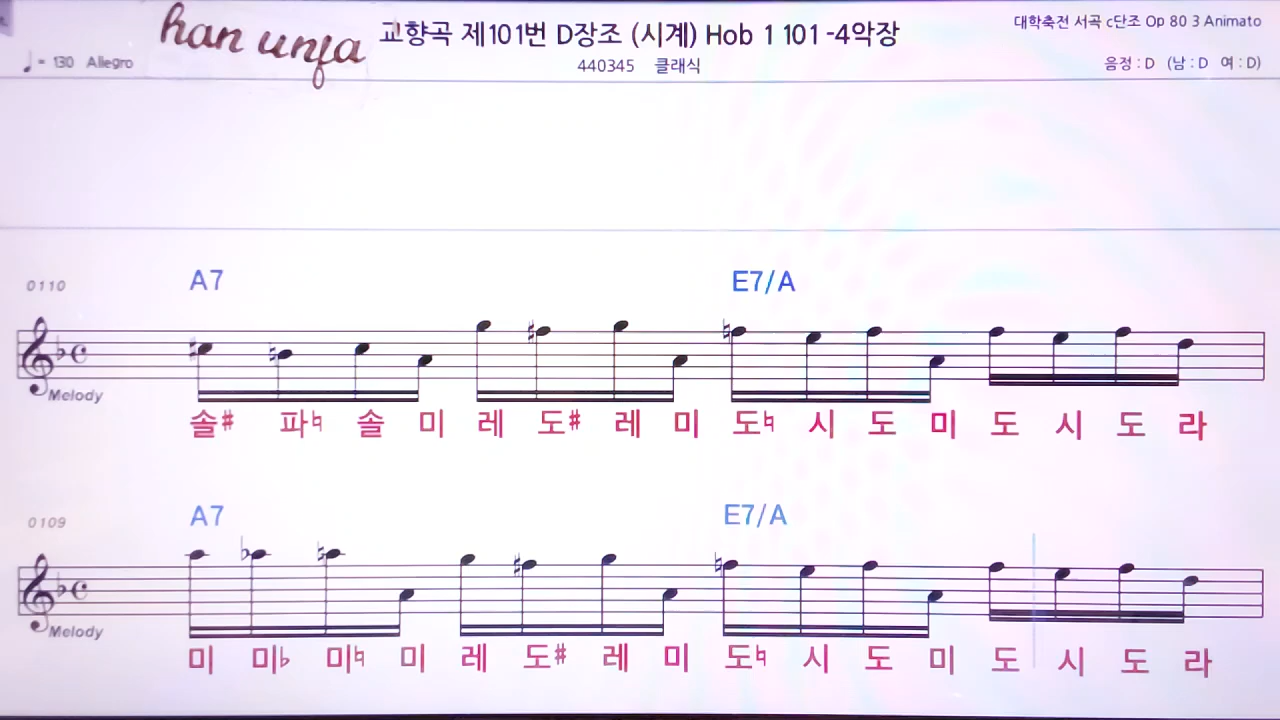 han unfa
교향곡 제101번 D장조 (시계) Hob 1 101 -4악장
대학축전 서곡 c단조 Op 80 3 Animato
♩= 130 Allegro
440345 클래식
음정 : D (남 : D 여 : D)
A7 E7/A
0110
Melody
솔# 파♮ 솔 미 레 도# 레 미 도♮ 시 도 미 도 시 도 라
A7 E7/A
0109
Melody
미 미♭ 미♮ 미 레 도# 레 미 도♮ 시 도 미 도 시 도 라